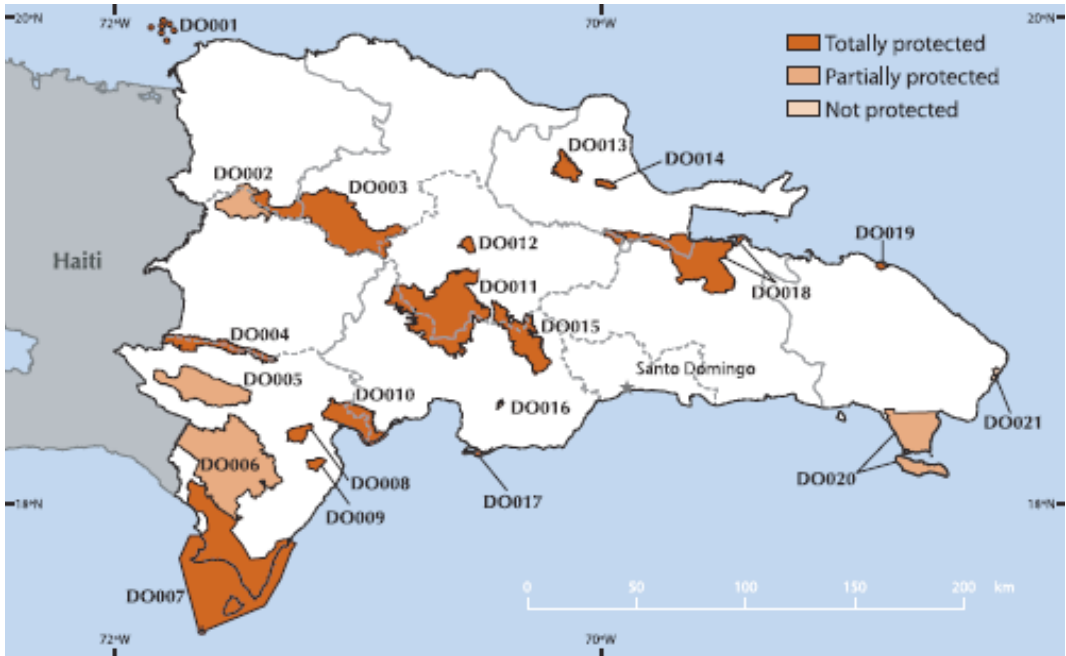 20°N
72°W
70°W
20°N
DO001
Totally protected
Partially protected
Not protected
DO013
DO014
DO002
DO003
Haiti
DO012
DO019
DO011
DO018
DO004
DO015
DO005
Santo Domingo
DO010
DO016
DO021
DO006
DO020
DO008
DO017
18°N
DO009
18°N
DO007
0
50
100
150
200
km
72°W
70°W